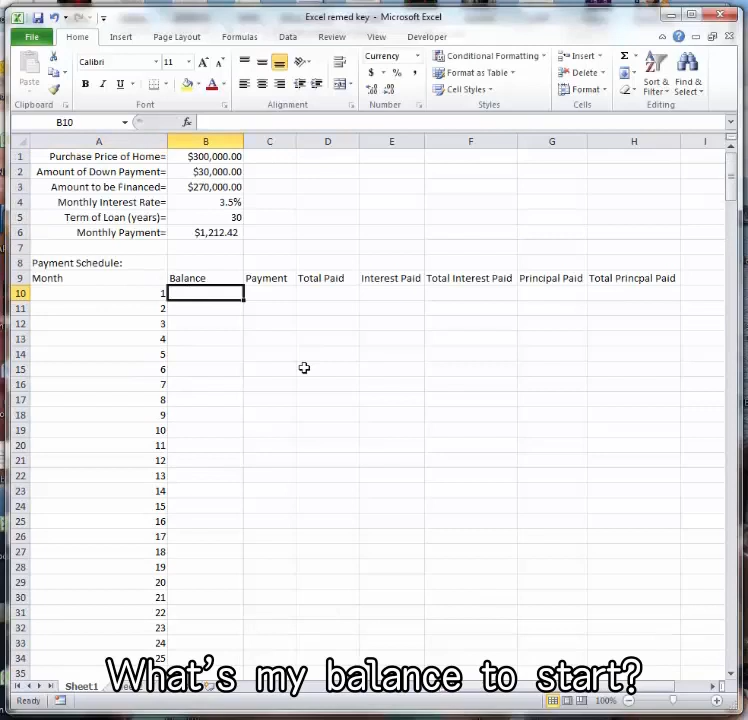 Excel remed key - Microsoft Excel
File Home Insert Page Layout Formulas Data Review View Developer
Paste Calibri 11 A A Currency Conditional Formatting Insert Σ
B I U A $ % , Format as Table Delete Sort & Filter Find & Select
Cell Styles Format
Clipboard Font Alignment Number Styles Cells Editing
B10 fx
A B C D E F G H I
1 Purchase Price of Home= $300,000.00
2 Amount of Down Payment= $30,000.00
3 Amount to be Financed= $270,000.00
4 Monthly Interest Rate= 3.5%
5 Term of Loan (years)= 30
6 Monthly Payment= $1,212.42
7
8 Payment Schedule:
9 Month Balance Payment Total Paid Interest Paid Total Interest Paid Principal Paid Total Princpal Paid
10 1
11 2
12 3
13 4
14 5
15 6
16 7
17 8
18 9
19 10
20 11
21 12
22 13
23 14
24 15
25 16
26 17
27 18
28 19
29 20
30 21
31 22
32 23
33 24
34 25
35
What's my balance to start?
Sheet1
Ready 100%